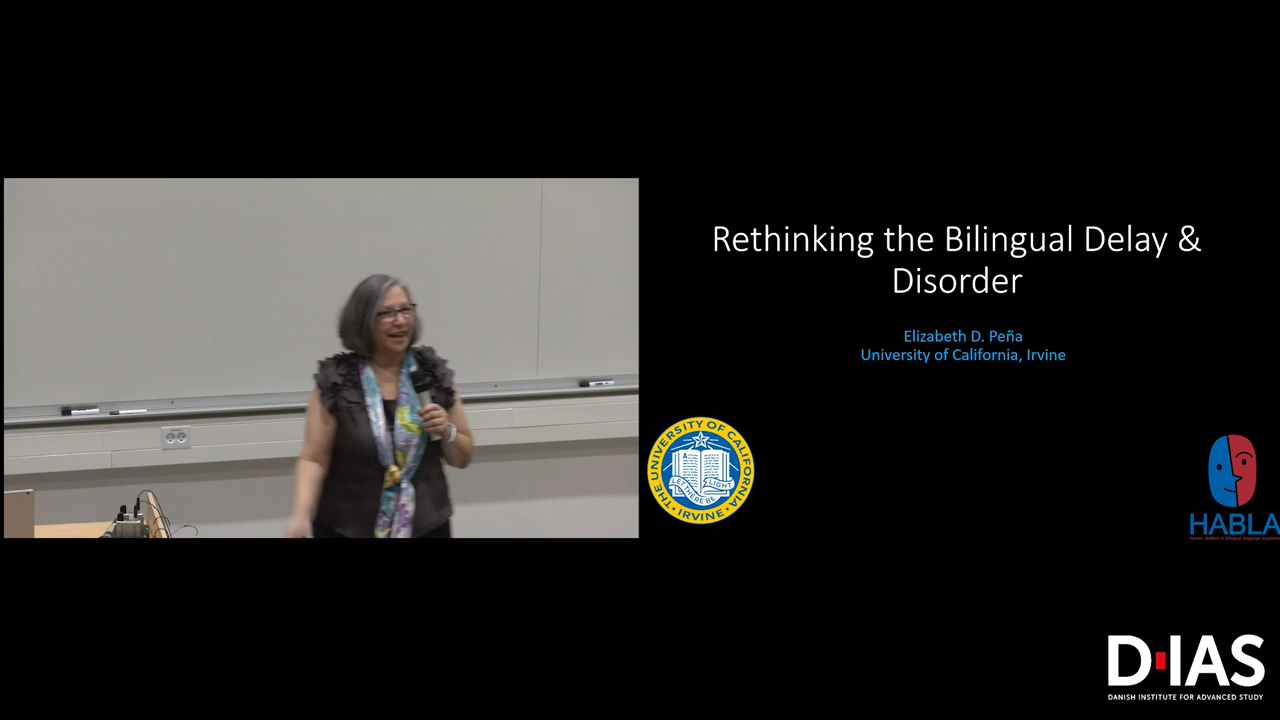 Rethinking the Bilingual Delay &
Disorder
Elizabeth D. Peña
University of California, Irvine
THE UNIVERSITY OF CALIFORNIA
• IRVINE •
A
LET THERE BE LIGHT
HABLA
D·IAS
DANISH INSTITUTE FOR ADVANCED STUDY